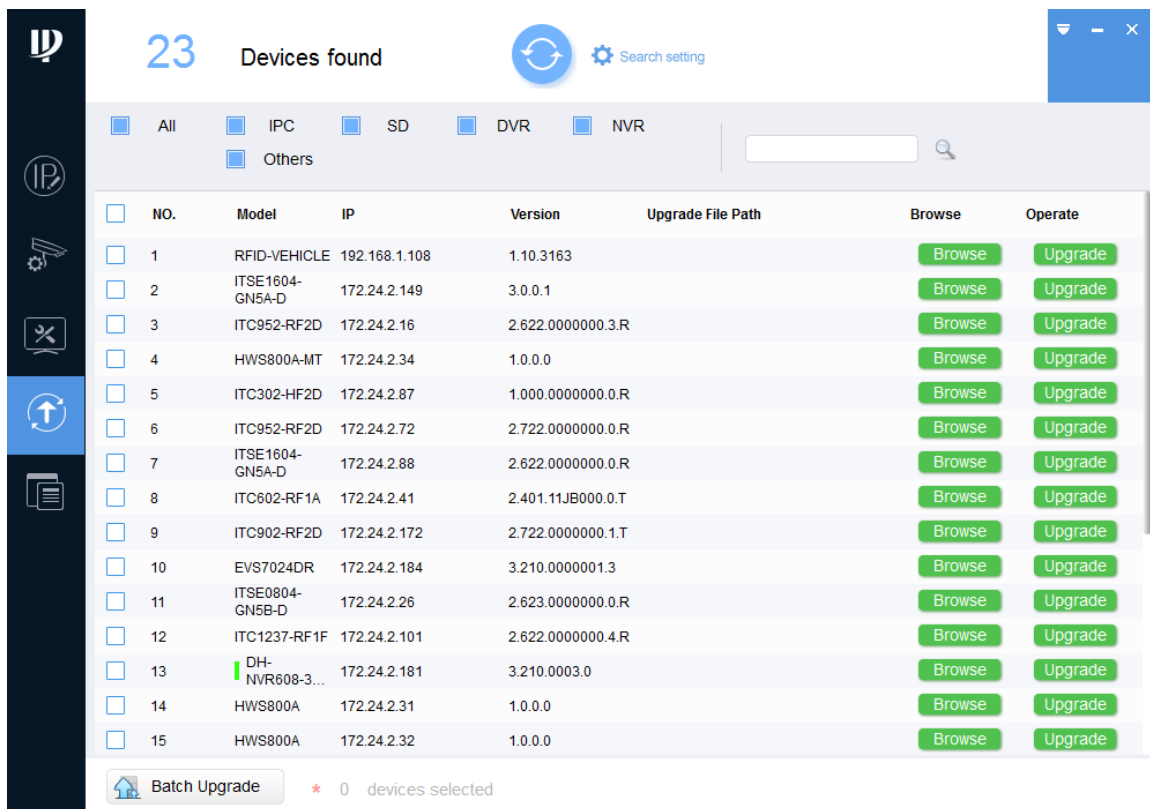 23 Devices found Search setting
All IPC SD DVR NVR
Others
NO. Model IP Version Upgrade File Path Browse Operate
1 RFID-VEHICLE 192.168.1.108 1.10.3163 Browse Upgrade
2 ITSE1604-GN5A-D 172.24.2.149 3.0.0.1 Browse Upgrade
3 ITC952-RF2D 172.24.2.16 2.622.0000000.3.R Browse Upgrade
4 HWS800A-MT 172.24.2.34 1.0.0.0 Browse Upgrade
5 ITC302-HF2D 172.24.2.87 1.000.0000000.0.R Browse Upgrade
6 ITC952-RF2D 172.24.2.72 2.722.0000000.0.R Browse Upgrade
7 ITSE1604-GN5A-D 172.24.2.88 2.622.0000000.0.R Browse Upgrade
8 ITC602-RF1A 172.24.2.41 2.401.11JB000.0.T Browse Upgrade
9 ITC902-RF2D 172.24.2.172 2.722.0000000.1.T Browse Upgrade
10 EVS7024DR 172.24.2.184 3.210.0000001.3 Browse Upgrade
11 ITSE0804-GN5B-D 172.24.2.26 2.623.0000000.0.R Browse Upgrade
12 ITC1237-RF1F 172.24.2.101 2.622.0000000.4.R Browse Upgrade
13 DH-NVR608-3... 172.24.2.181 3.210.0003.0 Browse Upgrade
14 HWS800A 172.24.2.31 1.0.0.0 Browse Upgrade
15 HWS800A 172.24.2.32 1.0.0.0 Browse Upgrade
Batch Upgrade * 0 devices selected
IP